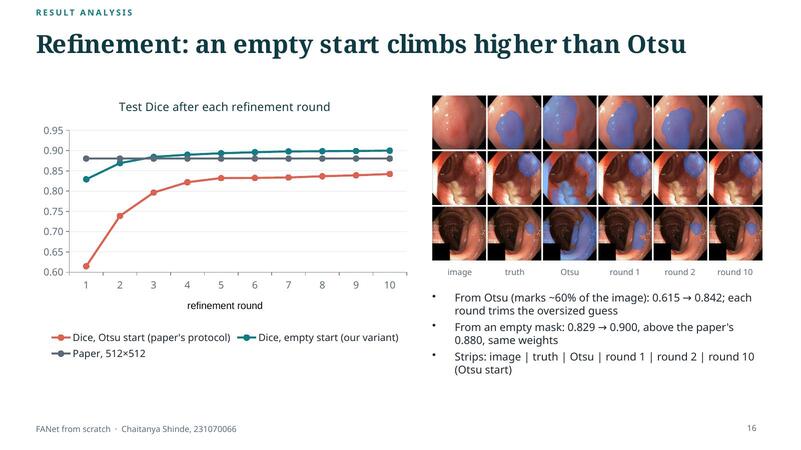 RESULT ANALYSIS
Refinement: an empty start climbs higher than Otsu
Test Dice after each refinement round
0.95
0.90
0.85
0.80
0.75
0.70
0.65
0.60
1 2 3 4 5 6 7 8 9 10
refinement round
Dice, Otsu start (paper's protocol)
Dice, empty start (our variant)
Paper, 512×512
image truth Otsu round 1 round 2 round 10
• From Otsu (marks ~60% of the image): 0.615 → 0.842; each
round trims the oversized guess
• From an empty mask: 0.829 → 0.900, above the paper's
0.880, same weights
• Strips: image | truth | Otsu | round 1 | round 2 | round 10
(Otsu start)
FANet from scratch · Chaitanya Shinde, 231070066
16